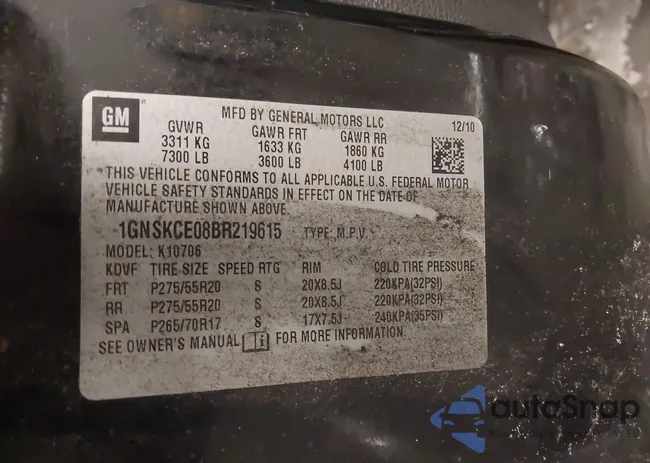 GM
MFD BY GENERAL MOTORS LLC
GVWR GAWR FRT GAWR RR 12/10
3311 KG 1633 KG 1860 KG
7300 LB 3600 LB 4100 LB
THIS VEHICLE CONFORMS TO ALL APPLICABLE U.S. FEDERAL MOTOR
VEHICLE SAFETY STANDARDS IN EFFECT ON THE DATE OF
MANUFACTURE SHOWN ABOVE.
1GNSKCE08BR219615 TYPE: M.P.V.
MODEL: K10706
KDVF TIRE SIZE SPEED RTG RIM COLD TIRE PRESSURE
FRT P275/55R20 S 20X8.5J 220KPA(32PSI)
RR P275/55R20 S 20X8.5J 220KPA(32PSI)
SPA P265/70R17 S 17X7.5J 240KPA(35PSI)
SEE OWNER'S MANUAL FOR MORE INFORMATION.
autoSnap